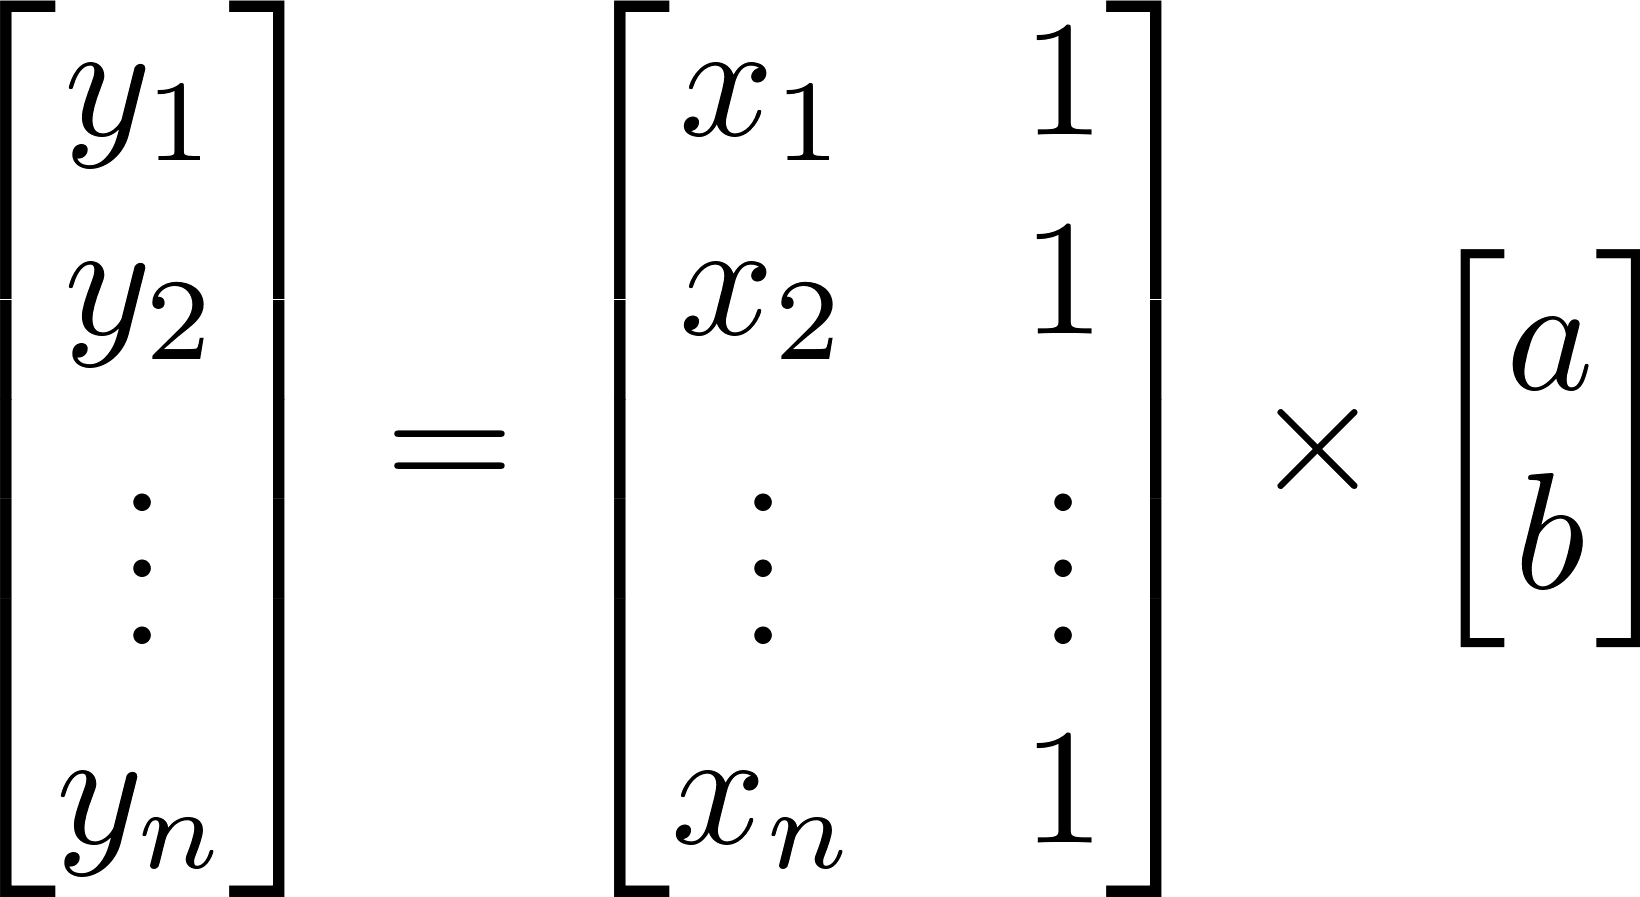 [y₁ y₂ ⋮ yₙ] = [x₁ 1 x₂ 1 ⋮ ⋮ xₙ 1] × [a b]